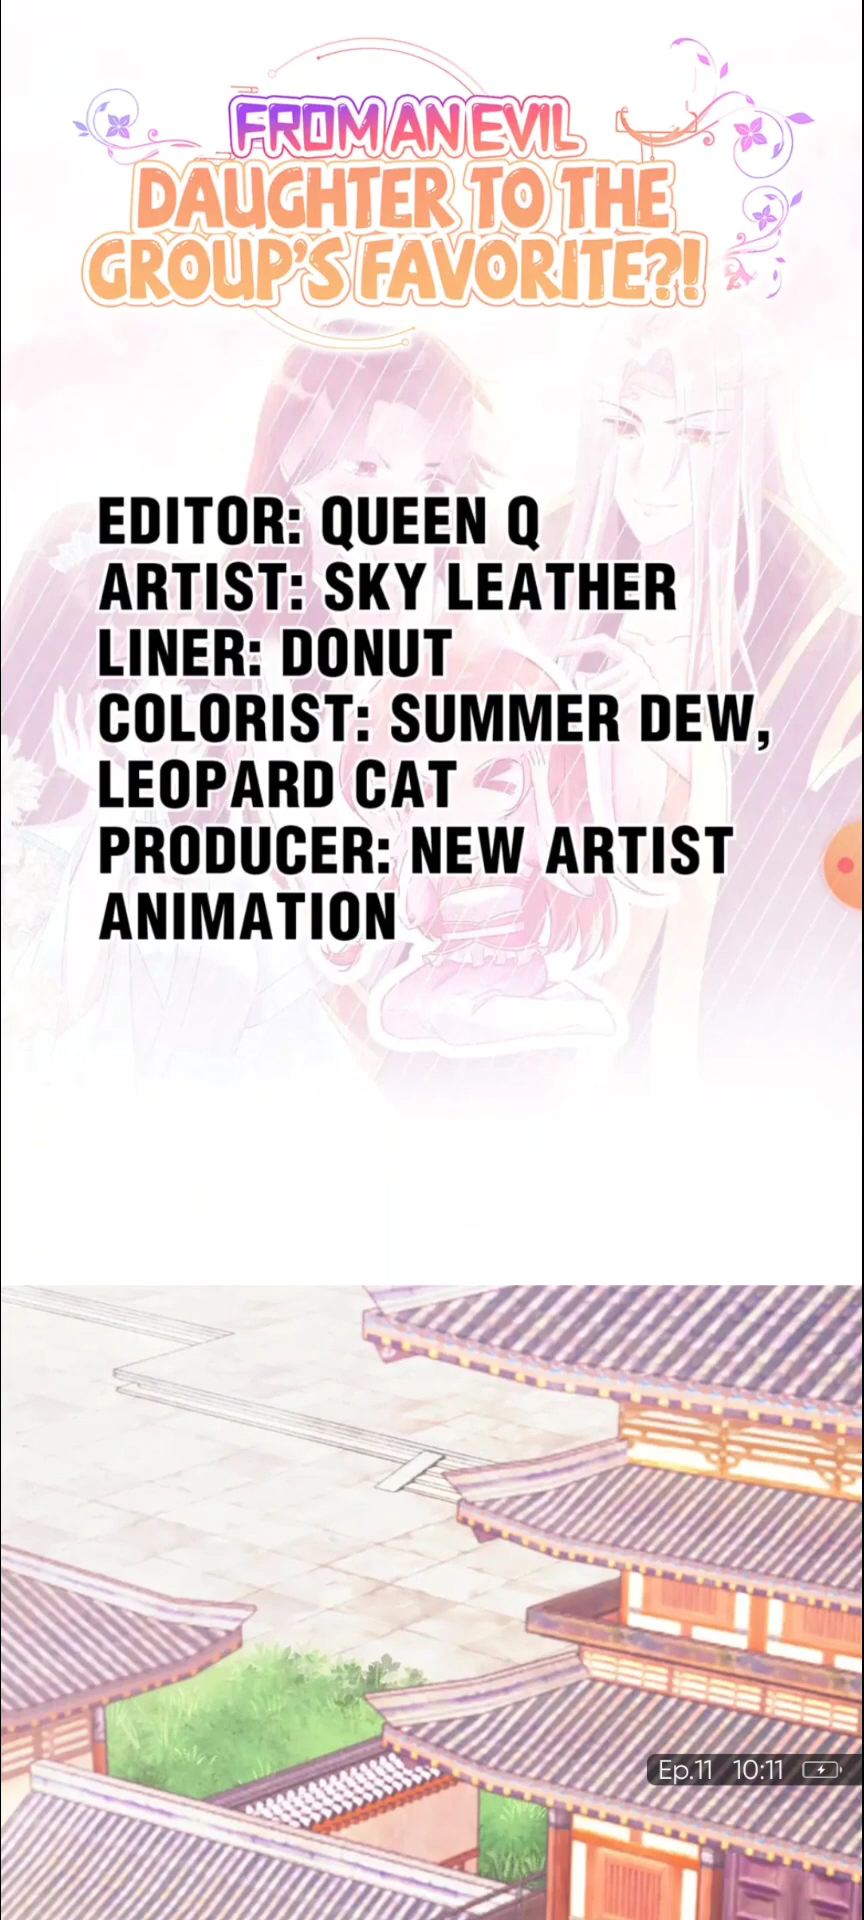 FROM AN EVIL
DAUGHTER TO THE
GROUP'S FAVORITE?!
EDITOR: QUEEN Q
ARTIST: SKY LEATHER
LINER: DONUT
COLORIST: SUMMER DEW,
LEOPARD CAT
PRODUCER: NEW ARTIST
ANIMATION
Ep.11 10:11